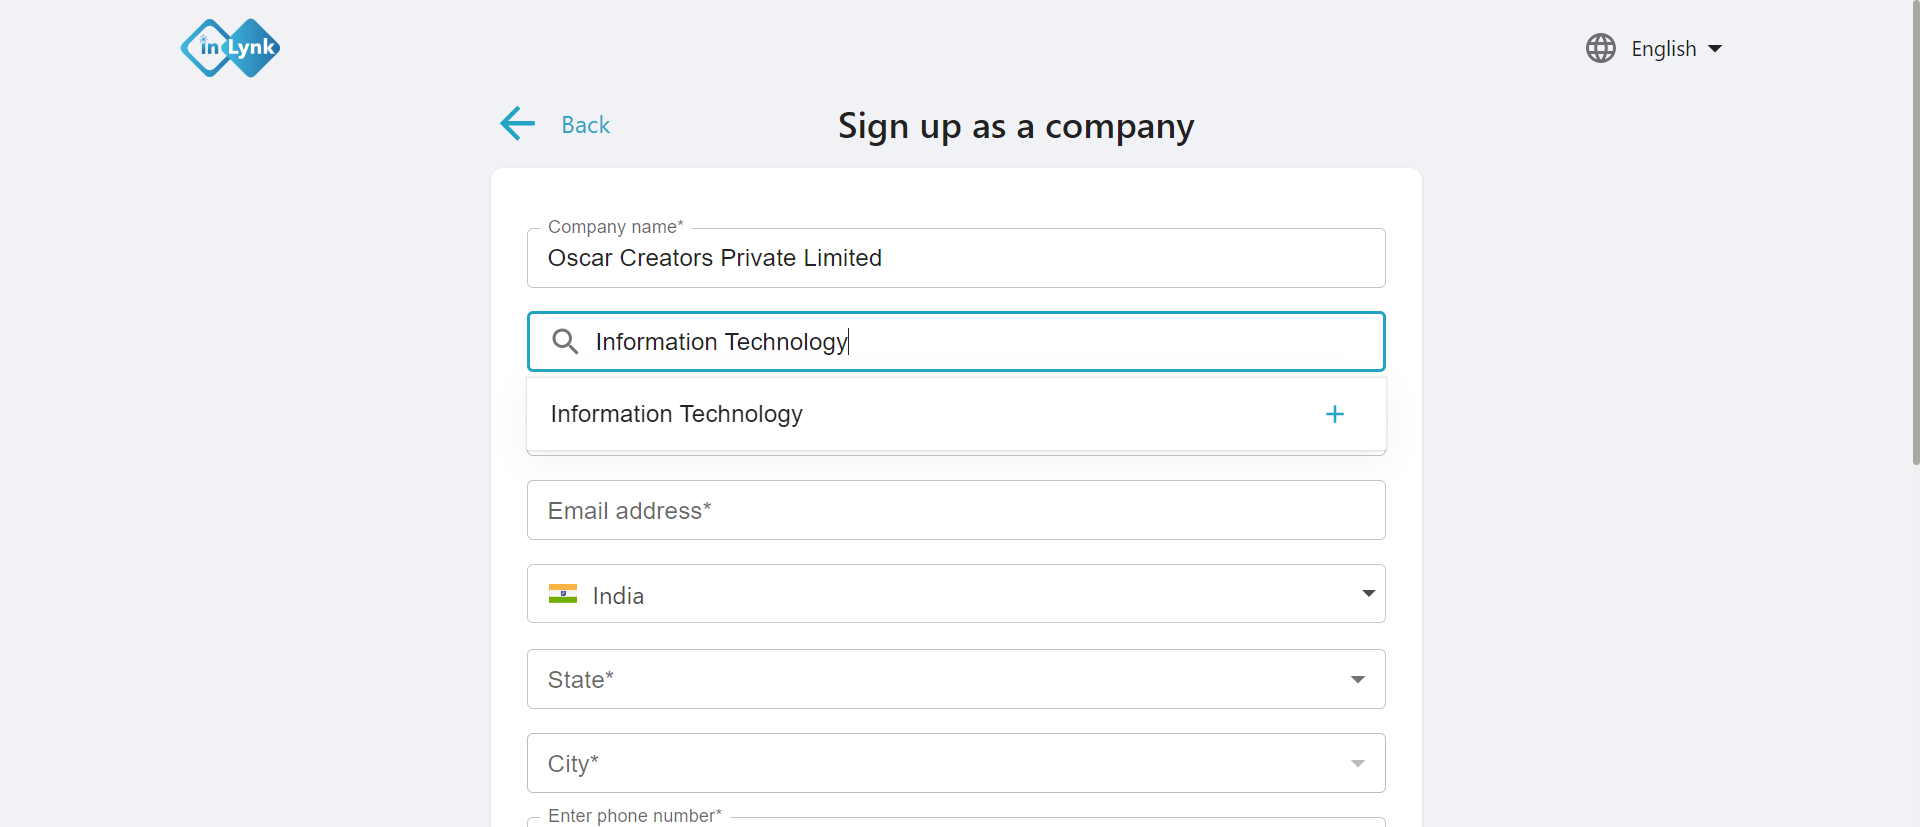 inLynk
English
Back
Sign up as a company
Company name*
Oscar Creators Private Limited
Information Technology
Information Technology
Email address*
India
State*
City*
Enter phone number*